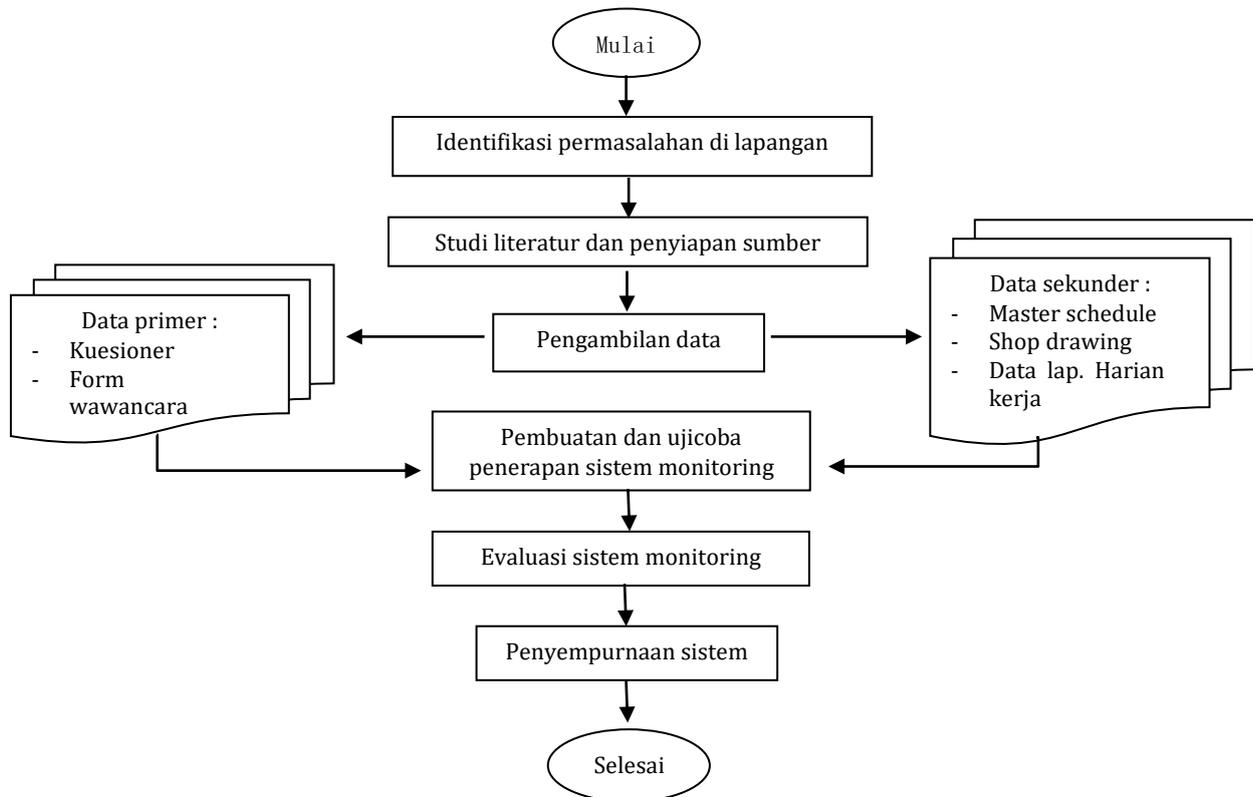 Mulai
Identifikasi permasalahan di lapangan
Studi literatur dan penyiapan sumber
Pengambilan data
Data primer :
- Kuesioner
- Form
wawancara
Data sekunder :
- Master schedule
- Shop drawing
- Data lap. Harian
kerja
Pembuatan dan ujicoba
penerapan sistem monitoring
Evaluasi sistem monitoring
Penyempurnaan sistem
Selesai